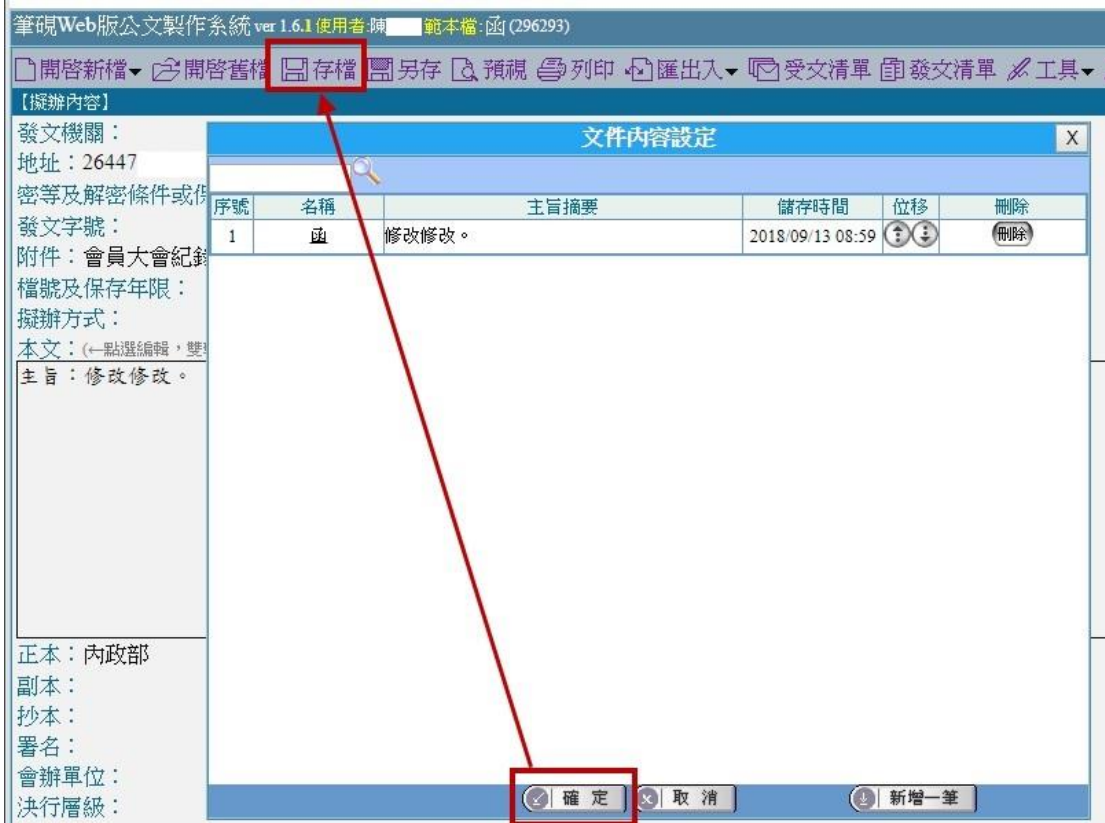 筆硯Web版公文製作系統 ver 1.6.1 使用者:陳 範本檔:函(296293)
開啓新檔 開啓舊檔 存檔 另存 預視 列印 匯出入 受文清單 發文清單 工具
【擬辦內容】
發文機關：
地址：26447
密等及解密條件或保
發文字號：
附件：會員大會紀錄
檔號及保存年限：
擬辦方式：
本文：(←點選編輯，雙
主旨：修改修改。
正本：內政部
副本：
抄本：
署名：
會辦單位：
決行層級：
文件內容設定 X
序號 名稱 主旨摘要 儲存時間 位移 刪除
1 函 修改修改。 2018/09/13 08:59 刪除
確 定 取 消 新增一筆